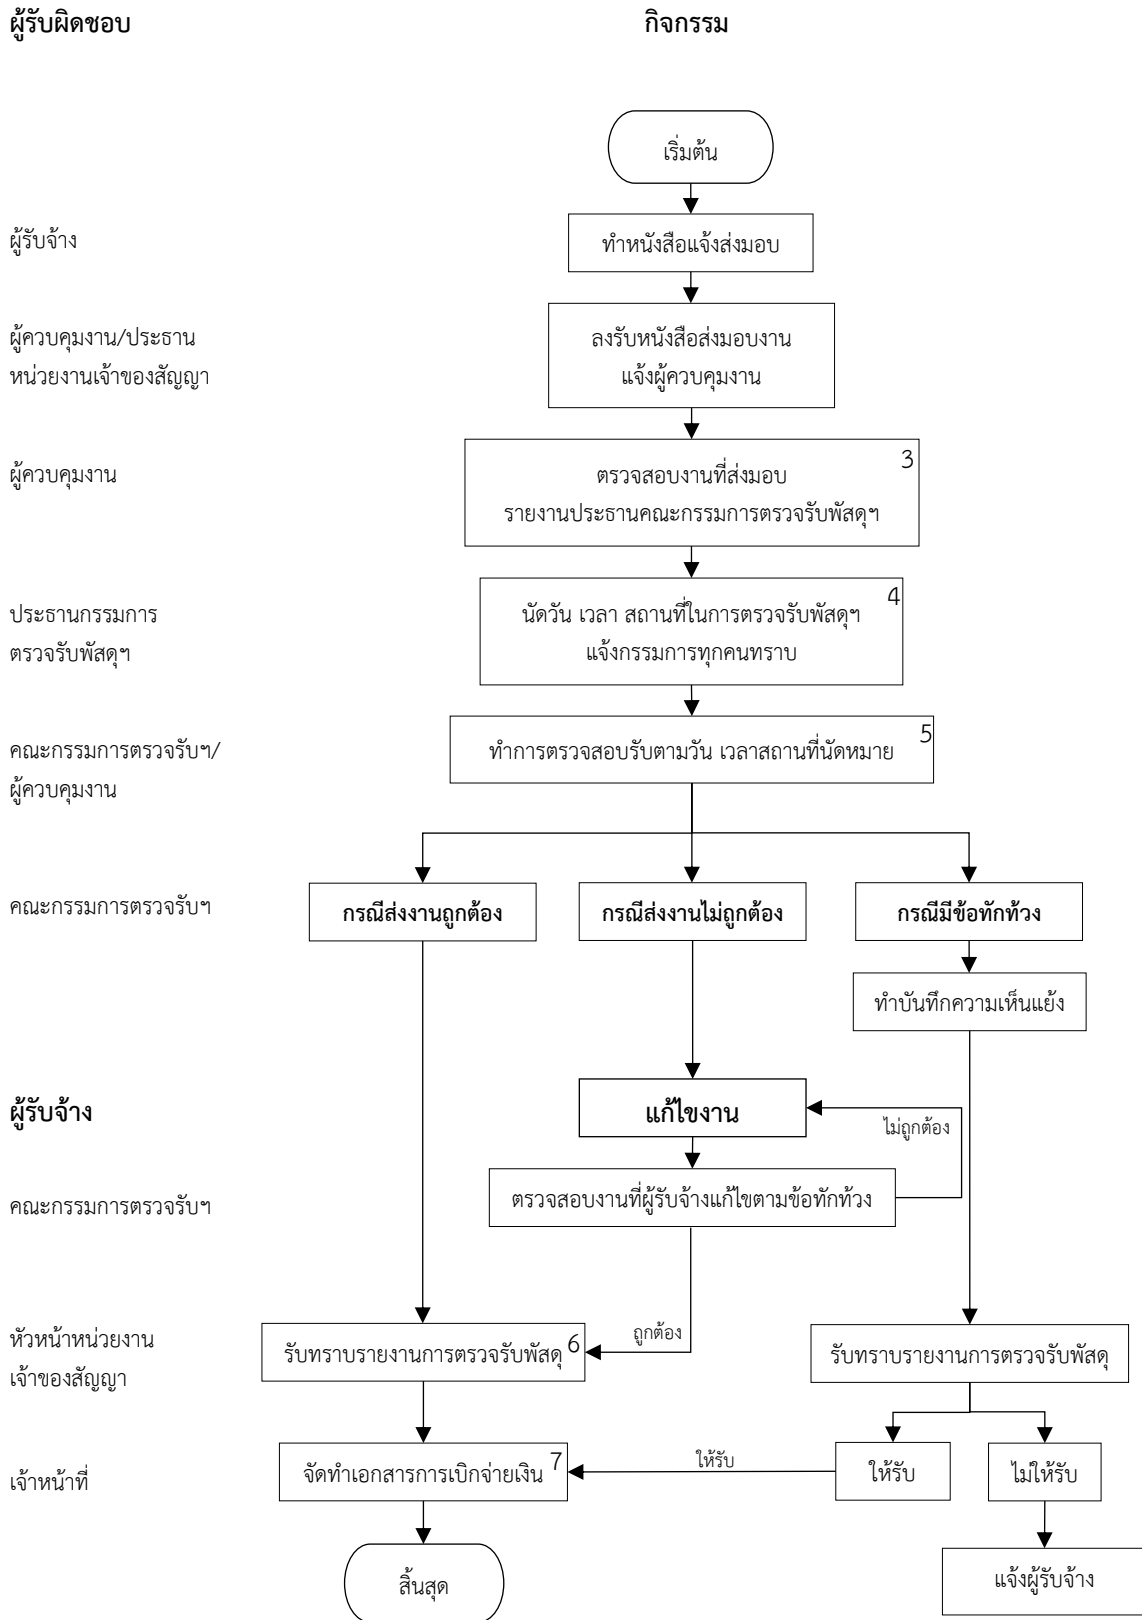 ผู้รับผิดชอบ
กิจกรรม
เริ่มต้น
ผู้รับจ้าง
ทำหนังสือแจ้งส่งมอบ
ผู้ควบคุมงาน/ประธาน
หน่วยงานเจ้าของสัญญา
ลงรับหนังสือส่งมอบงาน
แจ้งผู้ควบคุมงาน
ผู้ควบคุมงาน
3
ตรวจสอบงานที่ส่งมอบ
รายงานประธานคณะกรรมการตรวจรับพัสดุฯ
ประธานกรรมการ
ตรวจรับพัสดุฯ
4
นัดวัน เวลา สถานที่ในการตรวจรับพัสดุฯ
แจ้งกรรมการทุกคนทราบ
คณะกรรมการตรวจรับฯ/
ผู้ควบคุมงาน
5
ทำการตรวจสอบรับตามวัน เวลาสถานที่นัดหมาย
คณะกรรมการตรวจรับฯ
กรณีส่งงานถูกต้อง
กรณีส่งงานไม่ถูกต้อง
กรณีมีข้อทักท้วง
ทำบันทึกความเห็นแย้ง
ผู้รับจ้าง
แก้ไขงาน
ไม่ถูกต้อง
คณะกรรมการตรวจรับฯ
ตรวจสอบงานที่ผู้รับจ้างแก้ไขตามข้อทักท้วง
หัวหน้าหน่วยงาน
เจ้าของสัญญา
รับทราบรายงานการตรวจรับพัสดุ 6
ถูกต้อง
รับทราบรายงานการตรวจรับพัสดุ
เจ้าหน้าที่
จัดทำเอกสารการเบิกจ่ายเงิน 7
ให้รับ
ให้รับ
ไม่ให้รับ
สิ้นสุด
แจ้งผู้รับจ้าง